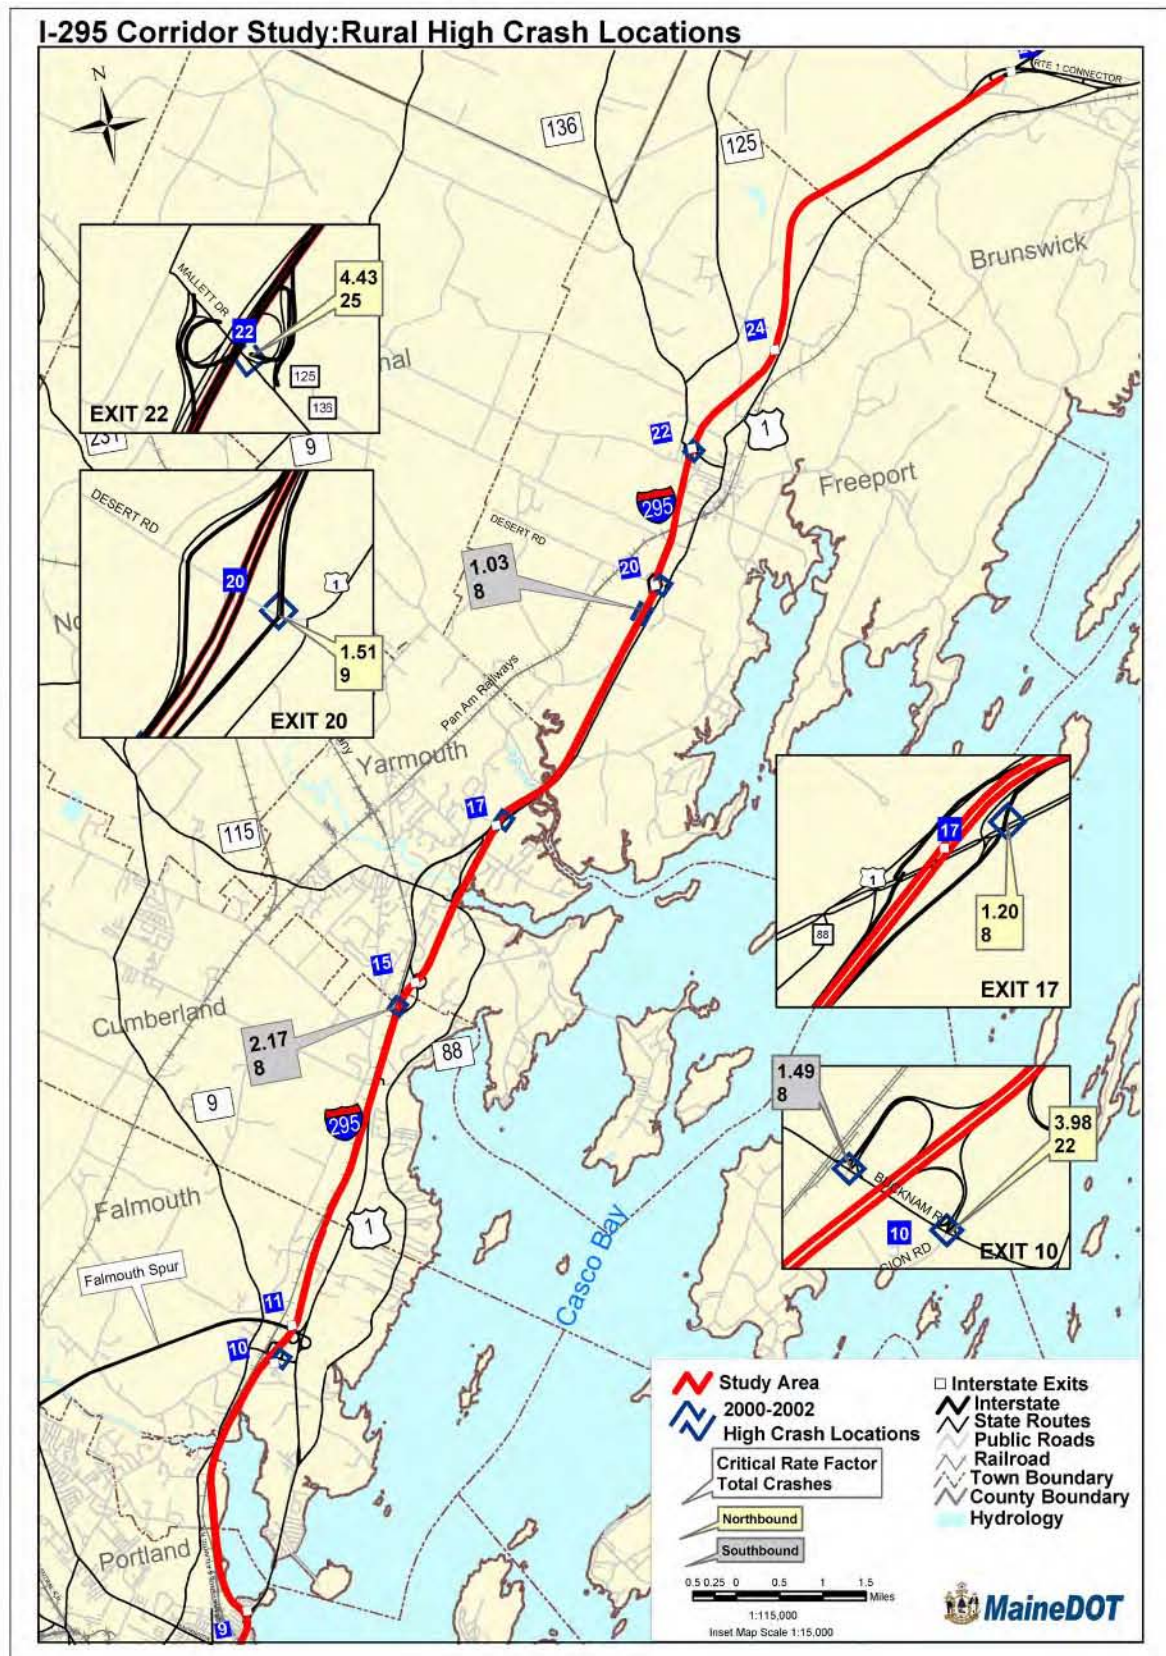 I-295 Corridor Study:Rural High Crash Locations
N
RTE 1 CONNECTOR
136
125
Brunswick
MALLETT DR
4.43
25
22
125
136
EXIT 22
24
231
9
22
1
Freeport
295
DESERT RD
DESERT RD
1.03
8
20
20
1
1.51
9
EXIT 20
Pan Am Railways
Yarmouth
17
115
17
1
88
1.20
8
EXIT 17
15
Cumberland
2.17
8
88
9
295
1.49
8
3.98
22
BUCKNAM RD
10
EXIT 10
Falmouth
1
Casco Bay
Falmouth Spur
11
10
Portland
9
Study Area
2000-2002
High Crash Locations
Critical Rate Factor
Total Crashes
Northbound
Southbound
Interstate Exits
Interstate
State Routes
Public Roads
Railroad
Town Boundary
County Boundary
Hydrology
0.5 0.25 0 0.5 1 1.5
Miles
1:115,000
Inset Map Scale 1:15,000
MaineDOT